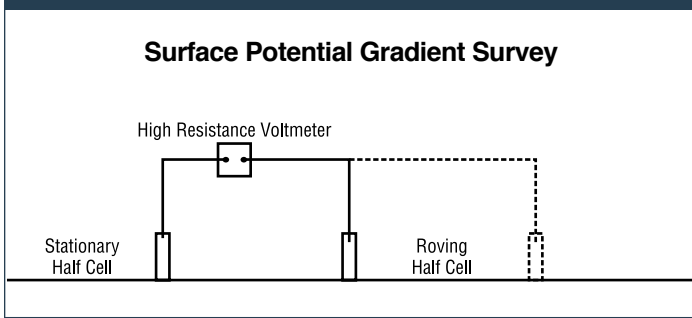 Surface Potential Gradient Survey
High Resistance Voltmeter
Stationary
Half Cell
Roving
Half Cell